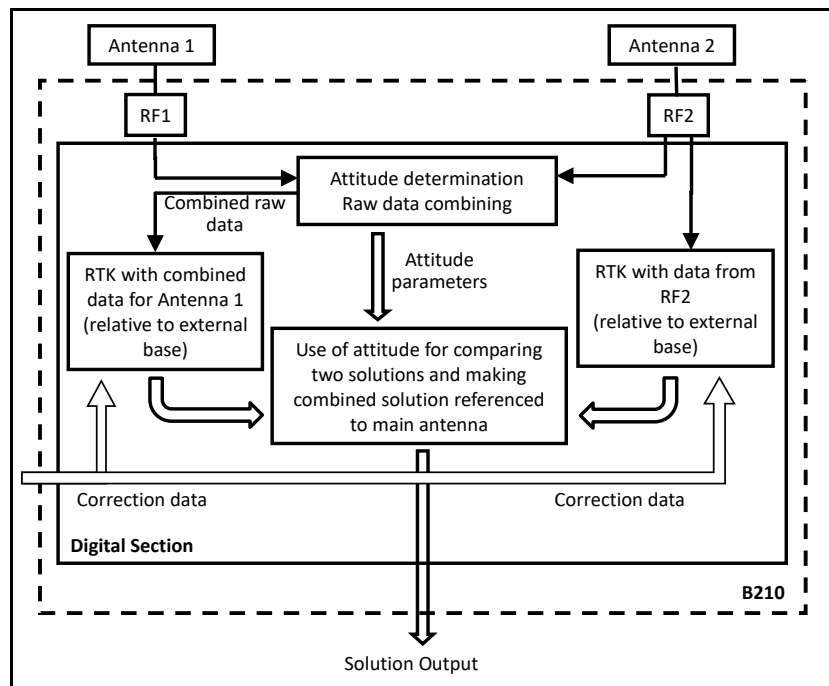 Antenna 1
Antenna 2
RF1
RF2
Attitude determination
Raw data combining
Combined raw
data
Attitude
parameters
RTK with combined
data for Antenna 1
(relative to external
base)
RTK with data from
RF2
(relative to external
base)
Use of attitude for comparing
two solutions and making
combined solution referenced
to main antenna
Correction data
Correction data
Digital Section
B210
Solution Output